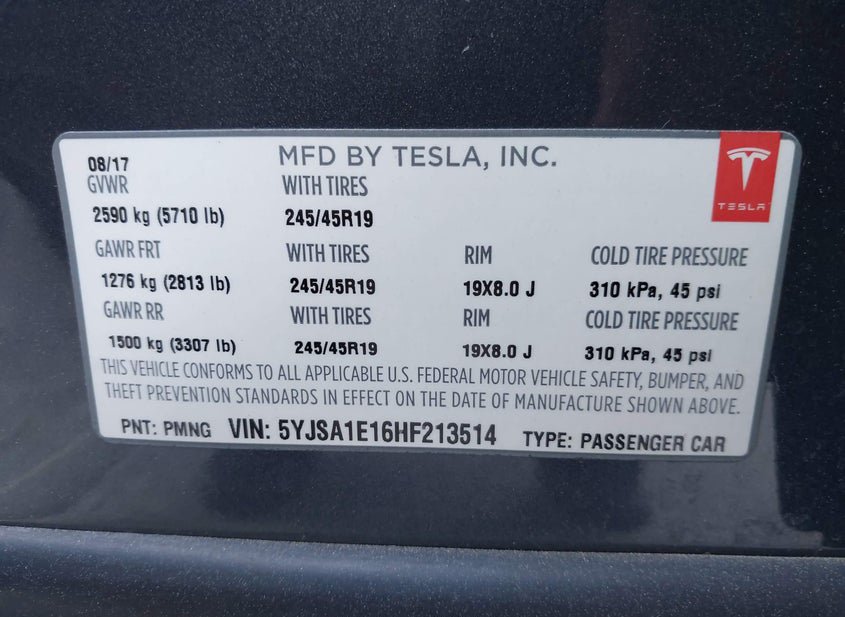 08/17 MFD BY TESLA, INC.
GVWR WITH TIRES
TESLA
2590 kg (5710 lb) 245/45R19
GAWR FRT WITH TIRES RIM COLD TIRE PRESSURE
1276 kg (2813 lb) 245/45R19 19X8.0 J 310 kPa, 45 psi
GAWR RR WITH TIRES RIM COLD TIRE PRESSURE
1500 kg (3307 lb) 245/45R19 19X8.0 J 310 kPa, 45 psi
THIS VEHICLE CONFORMS TO ALL APPLICABLE U.S. FEDERAL MOTOR VEHICLE SAFETY, BUMPER, AND
THEFT PREVENTION STANDARDS IN EFFECT ON THE DATE OF MANUFACTURE SHOWN ABOVE.
PNT: PMNG VIN: 5YJSA1E16HF213514 TYPE: PASSENGER CAR